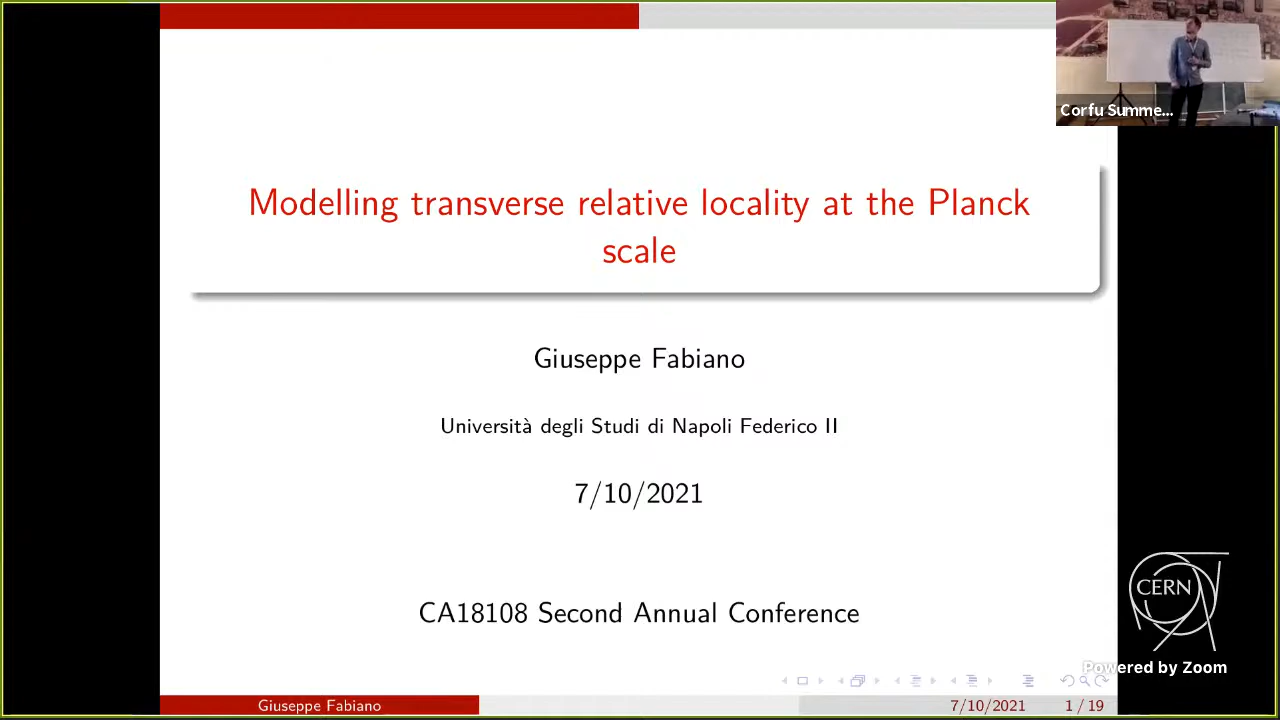 Corfu Summe...
Modelling transverse relative locality at the Planck
scale
Giuseppe Fabiano
Università degli Studi di Napoli Federico II
7/10/2021
CA18108 Second Annual Conference
CERN
Powered by Zoom
Giuseppe Fabiano 7/10/2021 1 / 19